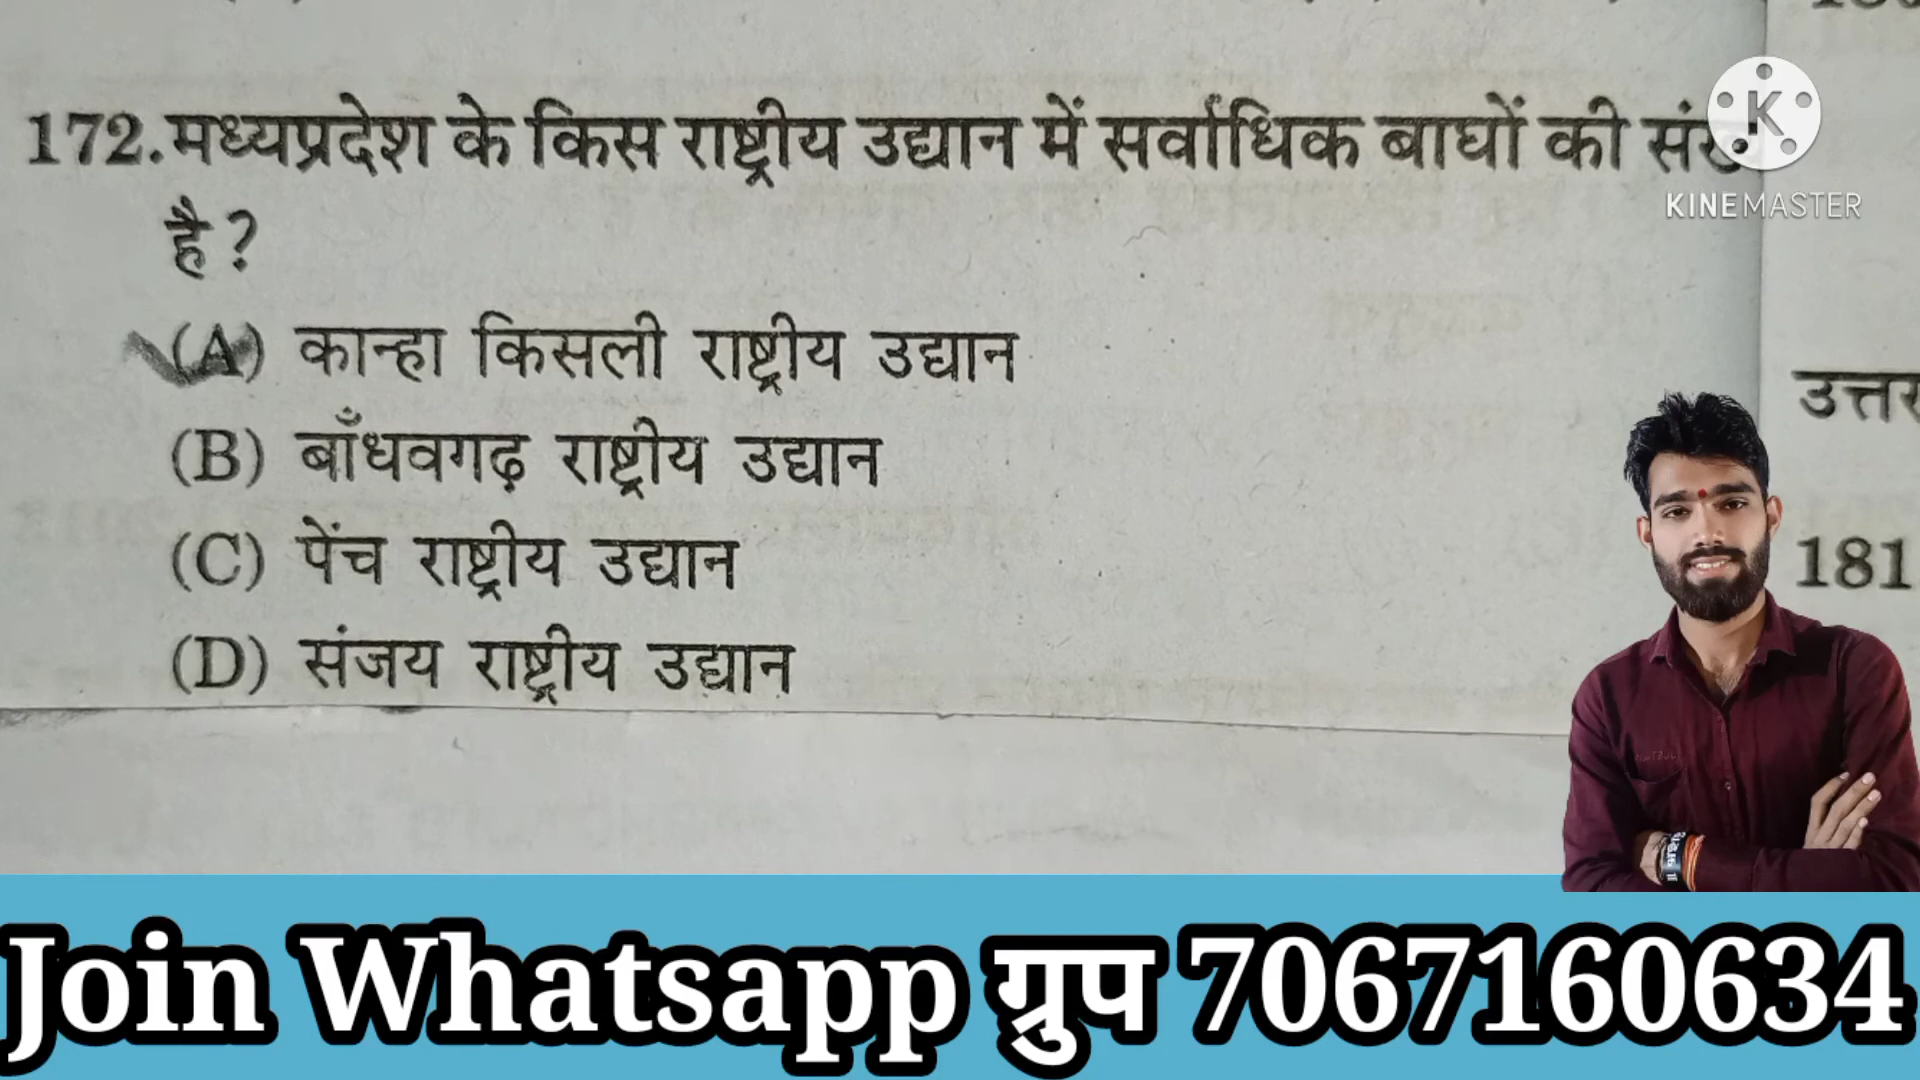 172.मध्यप्रदेश के किस राष्ट्रीय उद्यान में सर्वाधिक बाघों की
है?
(A) कान्हा किसली राष्ट्रीय उद्यान
(B) बाँधवगढ़ राष्ट्रीय उद्यान
(C) पेंच राष्ट्रीय उद्यान
(D) संजय राष्ट्रीय उद्यान
K
KINEMASTER
उत्तर
181
Join Whatsapp ग्रुप 7067160634